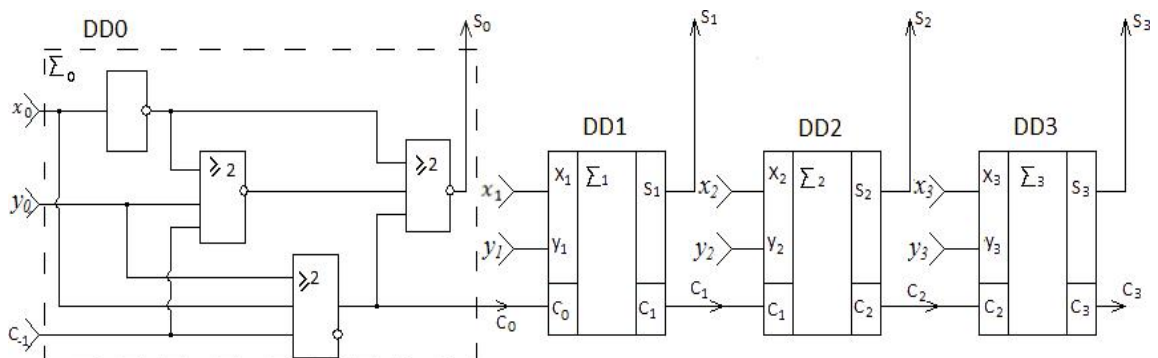 DD0
S₀
S₁
S₂
S₃
Σ₀
x₀
≥2
≥2
y₀
≥2
C₋₁
C₀
DD1
x₁
X₁
Σ₁
S₁
y₁
y₁
C₀
C₁
C₁
DD2
x₂
X₂
Σ₂
S₂
y₂
y₂
C₁
C₂
C₂
DD3
x₃
X₃
Σ₃
S₃
y₃
y₃
C₂
C₃
C₃